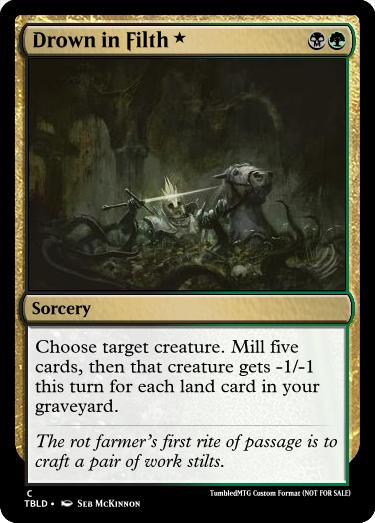 Drown in Filth ★
Sorcery
Choose target creature. Mill five
cards, then that creature gets -1/-1
this turn for each land card in your
graveyard.
The rot farmer's first rite of passage is to
craft a pair of work stilts.
C
TBLD • Seb McKinnon
TumbledMTG Custom Format (NOT FOR SALE)